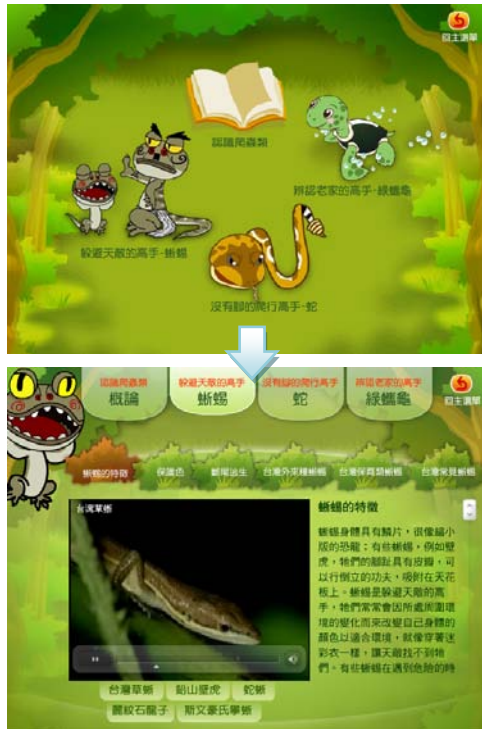 回主選單
認識爬蟲類
辨認老家的高手-綠蠵龜
躲避天敵的高手-蜥蜴
沒有腳的爬行高手-蛇
認識爬蟲類
概論
躲避天敵的高手
蜥蜴
沒有腳的爬行高手
蛇
辨認老家的高手
綠蠵龜
回主選單
蜥蜴的特徵
保護色
斷尾逃生
台灣外來種蜥蜴
台灣保育類蜥蜴
台灣常見蜥蜴
台灣草蜥
蜥蜴的特徵
蜥蜴身體具有鱗片，很像縮小
版的恐龍；有些蜥蜴，例如壁
虎，牠們的腳趾具有皮瓣，可
以行倒立的功夫，吸附在天花
板上。蜥蜴是躲避天敵的高
手，牠們常常會因所處周圍環
境的變化而來改變自己身體的
顏色以適合環境，就像穿著迷
彩衣一樣，讓天敵找不到牠
們。有些蜥蜴在遇到危險的時
台灣草蜥
鉛山壁虎
蛇蜥
麗紋石龍子
斯文豪氏攀蜥